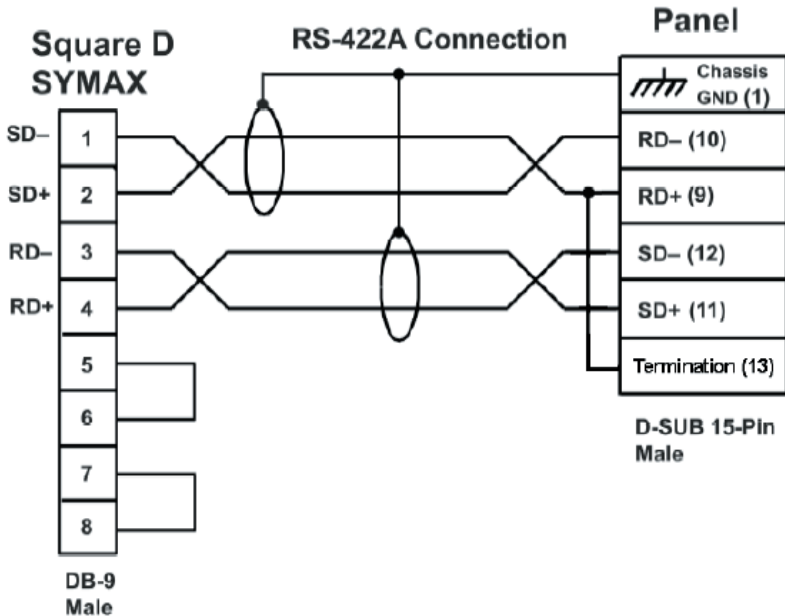 Square D
SYMAX
RS-422A Connection
Panel
Chassis
GND (1)
SD– 1
SD+ 2
RD– 3
RD+ 4
5
6
7
8
RD– (10)
RD+ (9)
SD– (12)
SD+ (11)
Termination (13)
D-SUB 15-Pin
Male
DB-9
Male